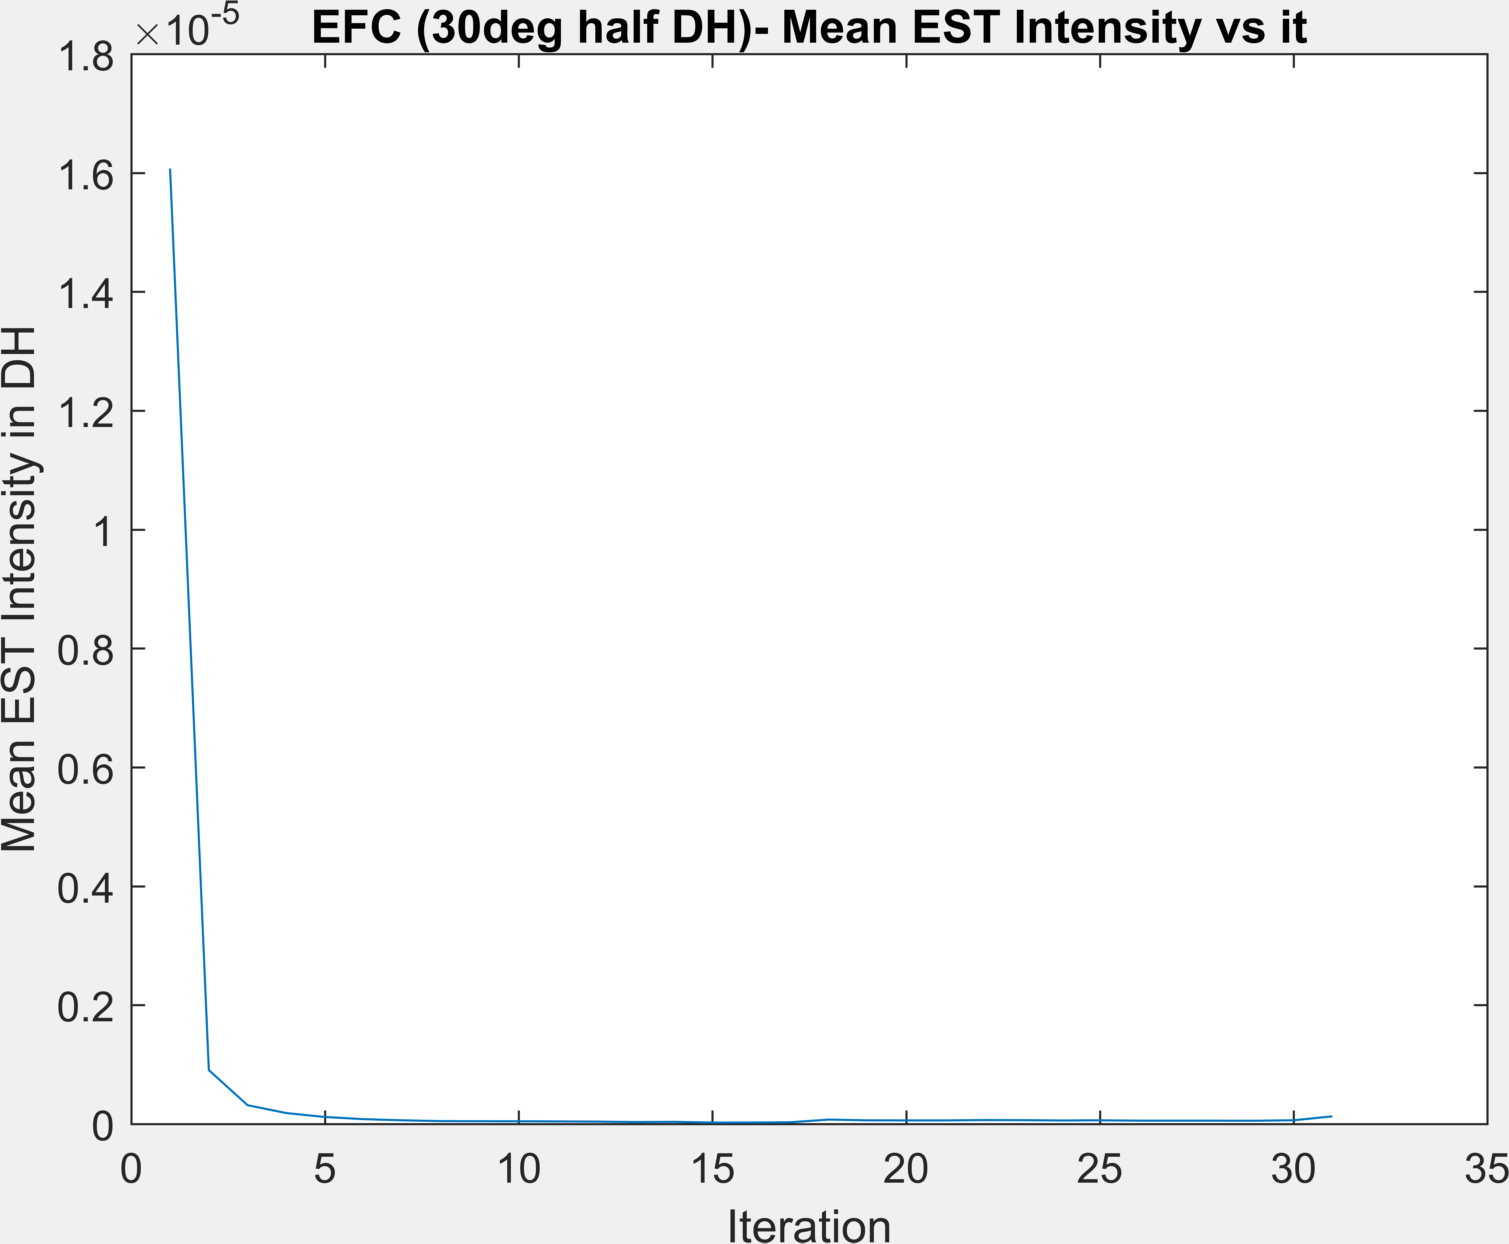 EFC (30deg half DH)- Mean EST Intensity vs it
×10-5
1.8
1.6
1.4
1.2
1
0.8
0.6
0.4
0.2
0
Mean EST Intensity in DH
0 5 10 15 20 25 30 35
Iteration